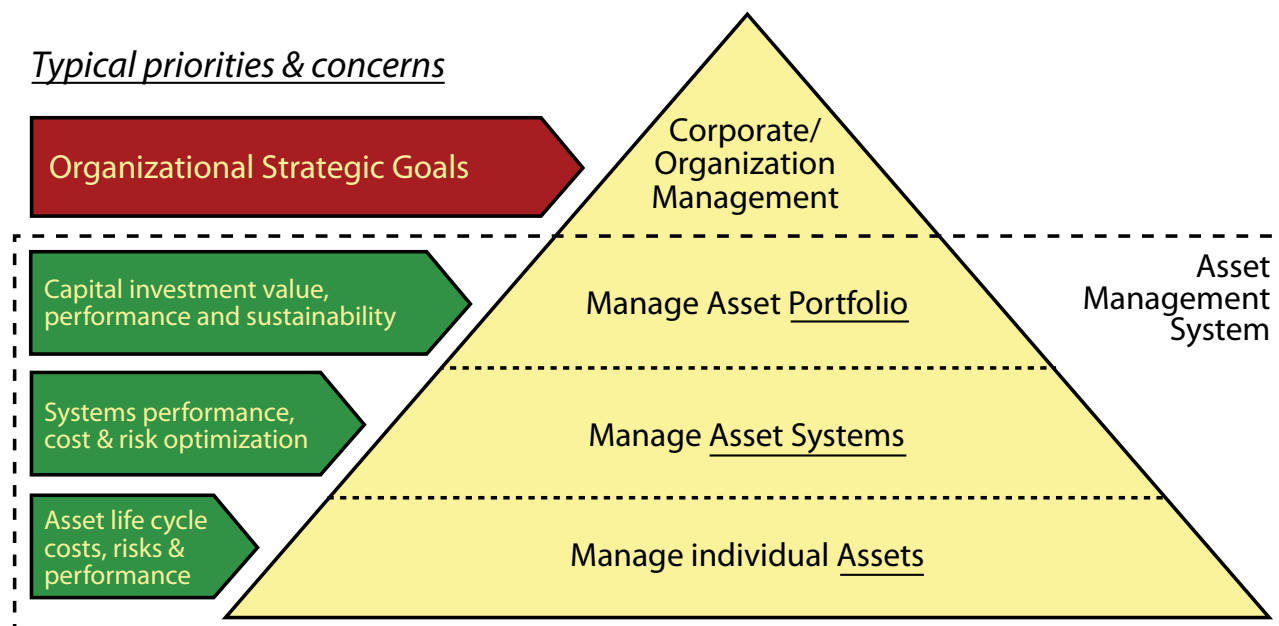 Typical priorities & concerns
Organizational Strategic Goals
Corporate/
Organization
Management
Capital investment value,
performance and sustainability
Manage Asset Portfolio
Asset
Management
System
Systems performance,
cost & risk optimization
Manage Asset Systems
Asset life cycle
costs, risks &
performance
Manage individual Assets